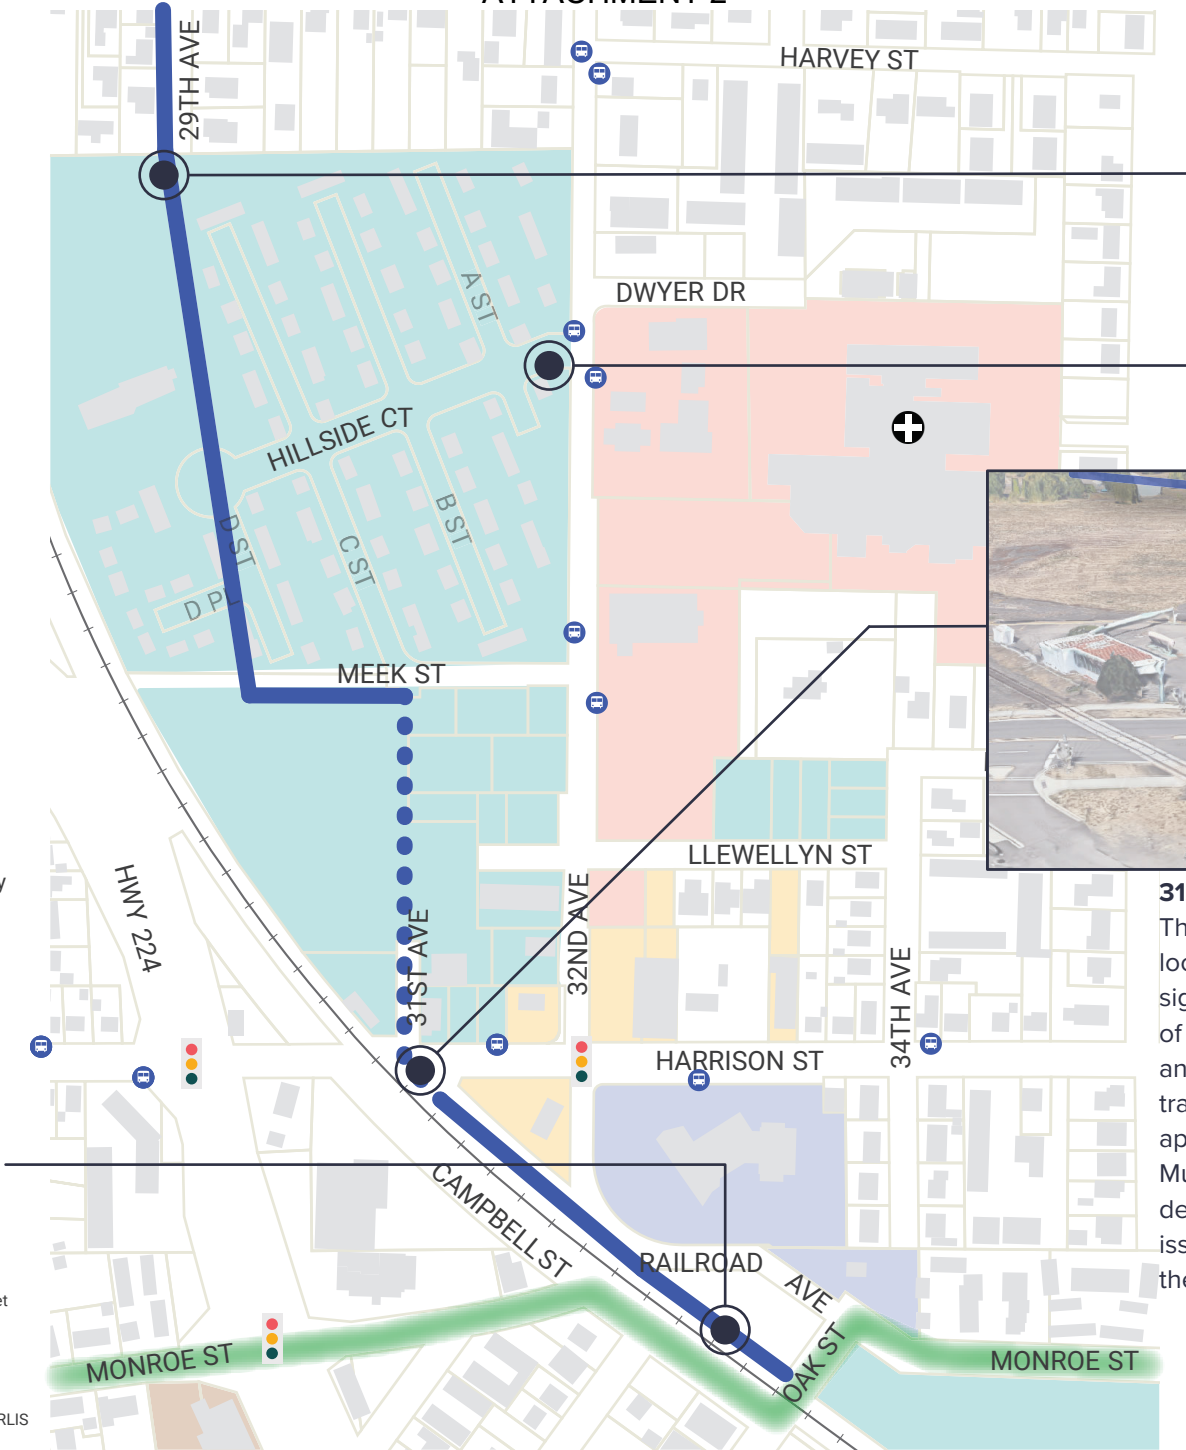 ATTACHMENT 2
29TH AVE
HARVEY ST
A ST
DWYER DR
HILLSIDE CT
B ST
D ST
C ST
D PL
MEEK ST
LLEWELLYN ST
HWY 224
y
31
31ST AVE
32ND AVE
34TH AVE
Th
loc
sig
of
HARRISON ST
an
tra
ap
Mu
de
iss
the
CAMPBELL ST
RAILROAD
AVE
et
OAK ST
MONROE ST
MONROE ST
RLIS